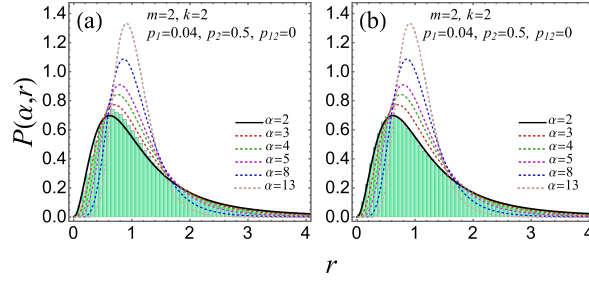 (a)
m=2, k=2
p1=0.04, p2=0.5, p12=0
α=2
α=3
α=4
α=5
α=8
α=13
P(α,r)
1.4
1.2
1.0
0.8
0.6
0.4
0.2
0.0
0 1 2 3 4
(b)
m=2, k=2
p1=0.04, p2=0.5, p12=0
α=2
α=3
α=4
α=5
α=8
α=13
1.4
1.2
1.0
0.8
0.6
0.4
0.2
0.0
0 1 2 3 4
r